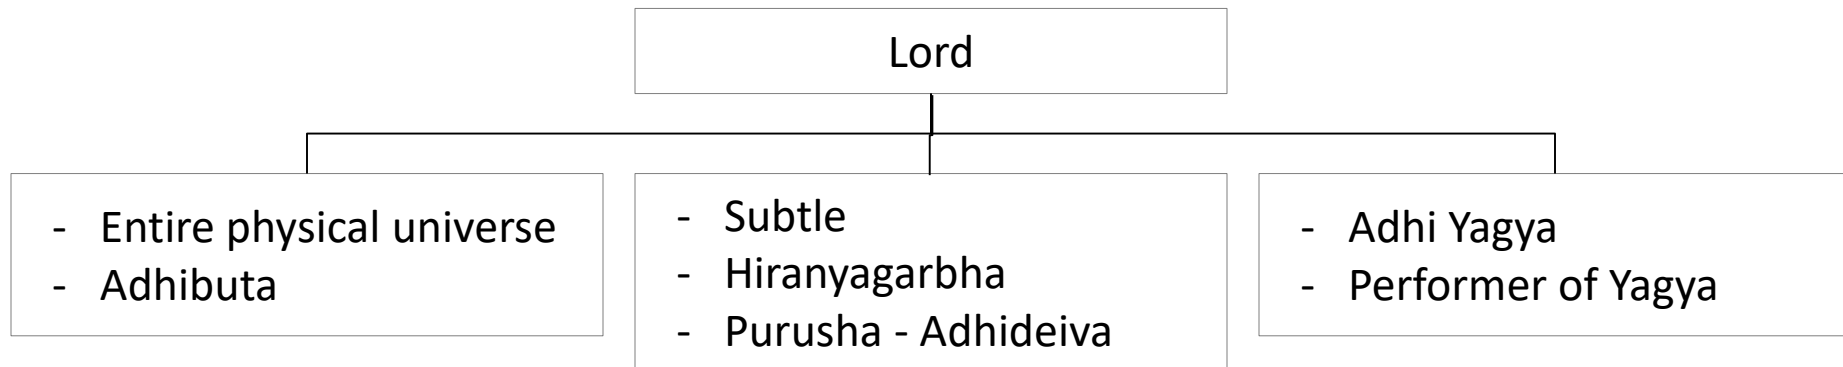 Lord
- Entire physical universe
- Adhibuta
- Subtle
- Hiranyagarbha
- Purusha - Adhideiva
- Adhi Yagya
- Performer of Yagya